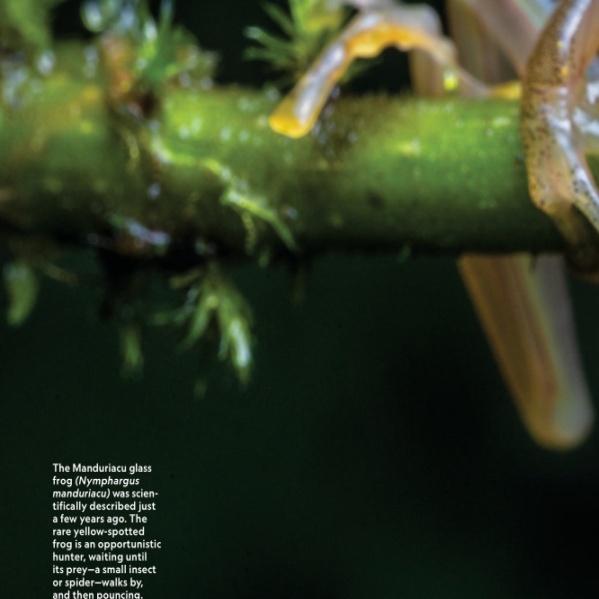 The Manduriacu glass
frog (Nymphargus
manduriacu) was scien-
tifically described just
a few years ago. The
rare yellow-spotted
frog is an opportunistic
hunter, waiting until
its prey—a small insect
or spider—walks by,
and then pouncing.